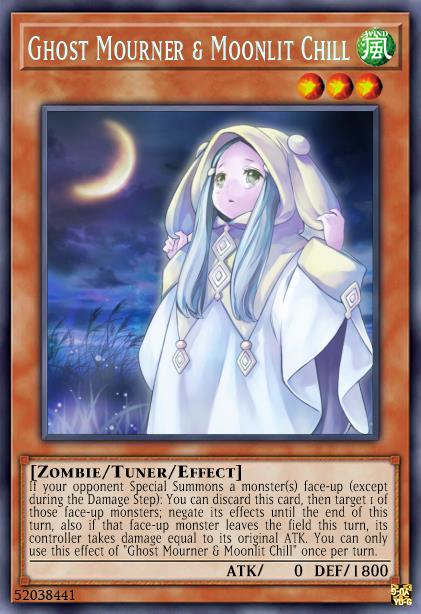 Ghost Mourner & Moonlit Chill
WIND
風
[Zombie/Tuner/Effect]
If your opponent Special Summons a monster(s) face-up (except
during the Damage Step): You can discard this card, then target 1 of
those face-up monsters; negate its effects until the end of this
turn, also if that face-up monster leaves the field this turn, its
controller takes damage equal to its original ATK. You can only
use this effect of "Ghost Mourner & Moonlit Chill" once per turn.
ATK/ 0 DEF/1800
52038441